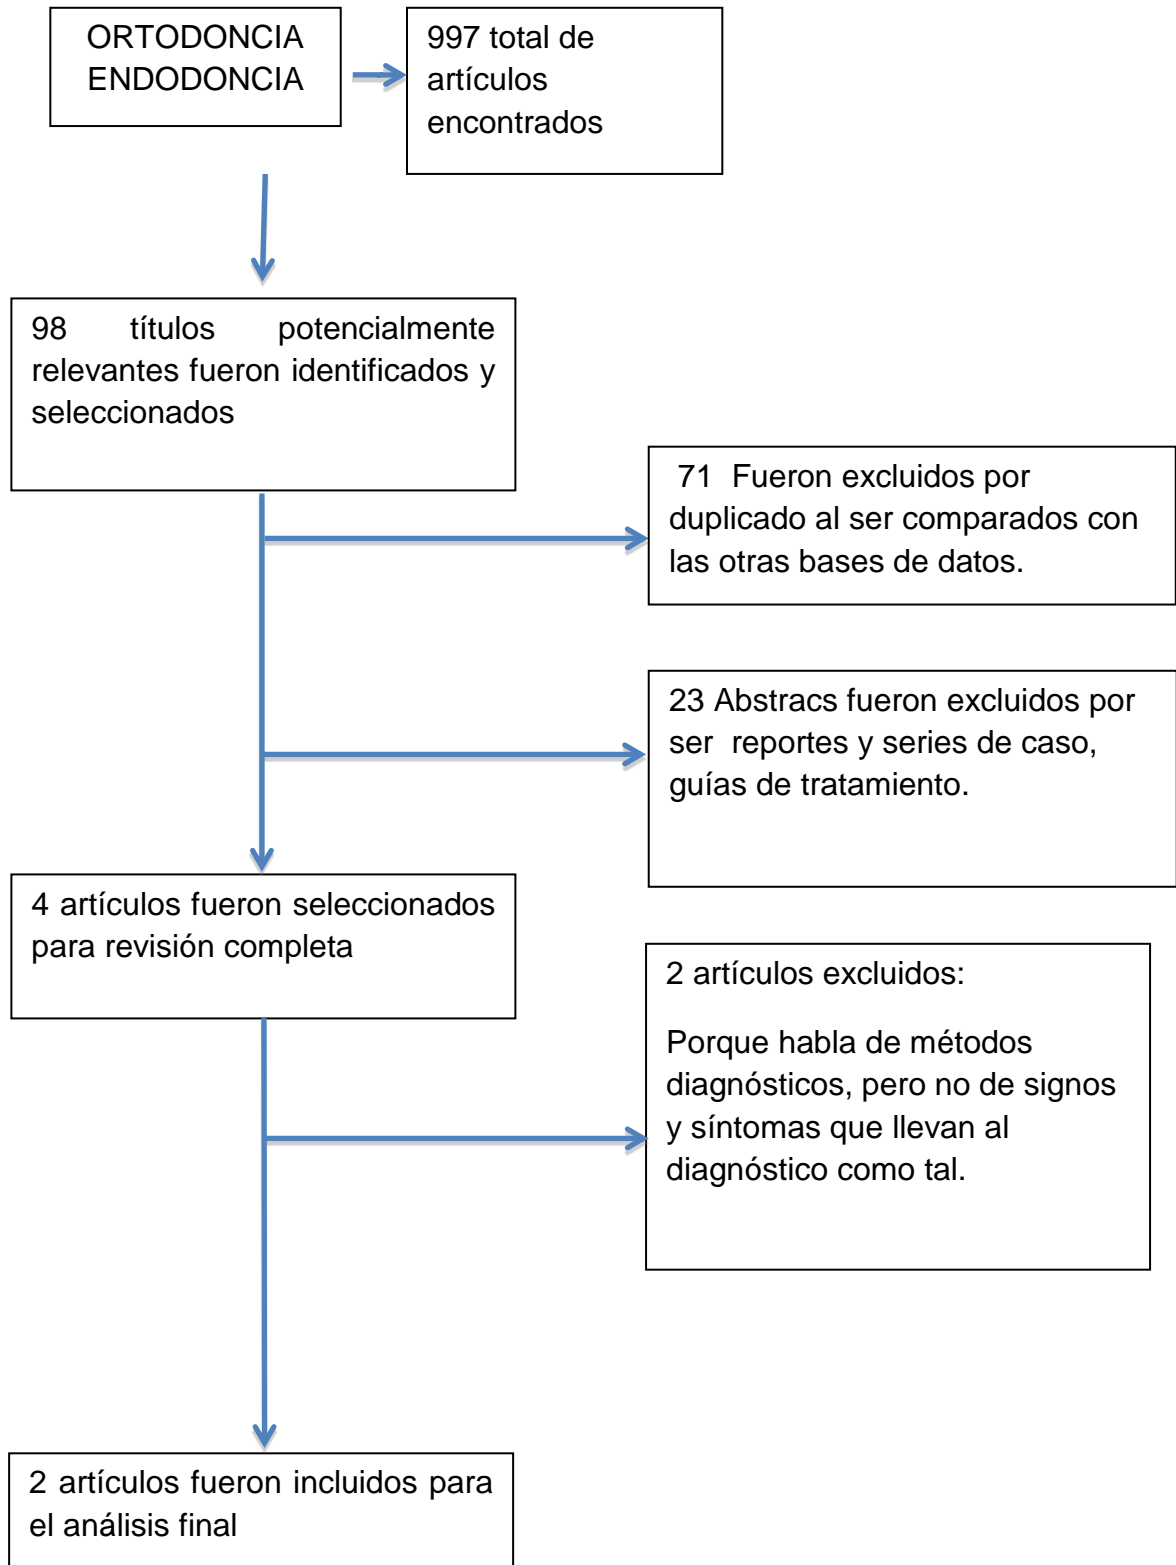 ORTODONCIA
ENDODONCIA
997 total de
artículos
encontrados
98 títulos potencialmente
relevantes fueron identificados y
seleccionados
71 Fueron excluidos por
duplicado al ser comparados con
las otras bases de datos.
23 Abstracs fueron excluidos por
ser reportes y series de caso,
guías de tratamiento.
4 artículos fueron seleccionados
para revisión completa
2 artículos excluidos:
Porque habla de métodos
diagnósticos, pero no de signos
y síntomas que llevan al
diagnóstico como tal.
2 artículos fueron incluidos para
el análisis final